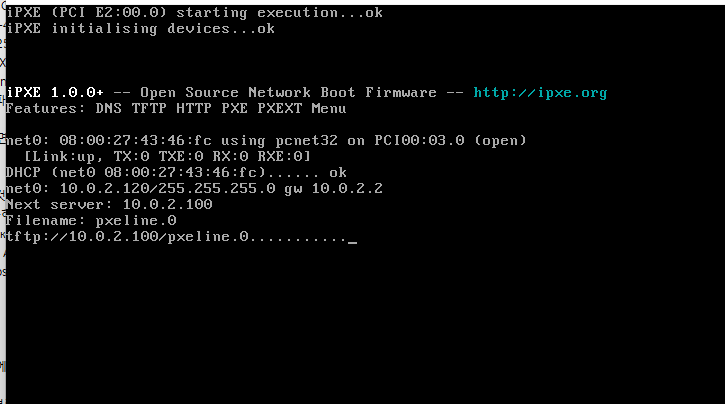 iPXE (PCI E2:00.0) starting execution...ok
iPXE initialising devices...ok
iPXE 1.0.0+ -- Open Source Network Boot Firmware -- http://ipxe.org
Features: DNS TFTP HTTP PXE PXEXT Menu
net0: 08:00:27:43:46:fc using pcnet32 on PCI00:03.0 (open)
[Link:up, TX:0 TXE:0 RX:0 RXE:0]
DHCP (net0 08:00:27:43:46:fc)...... ok
net0: 10.0.2.120/255.255.255.0 gw 10.0.2.2
Next server: 10.0.2.100
Filename: pxeline.0
tftp://10.0.2.100/pxeline.0..........._